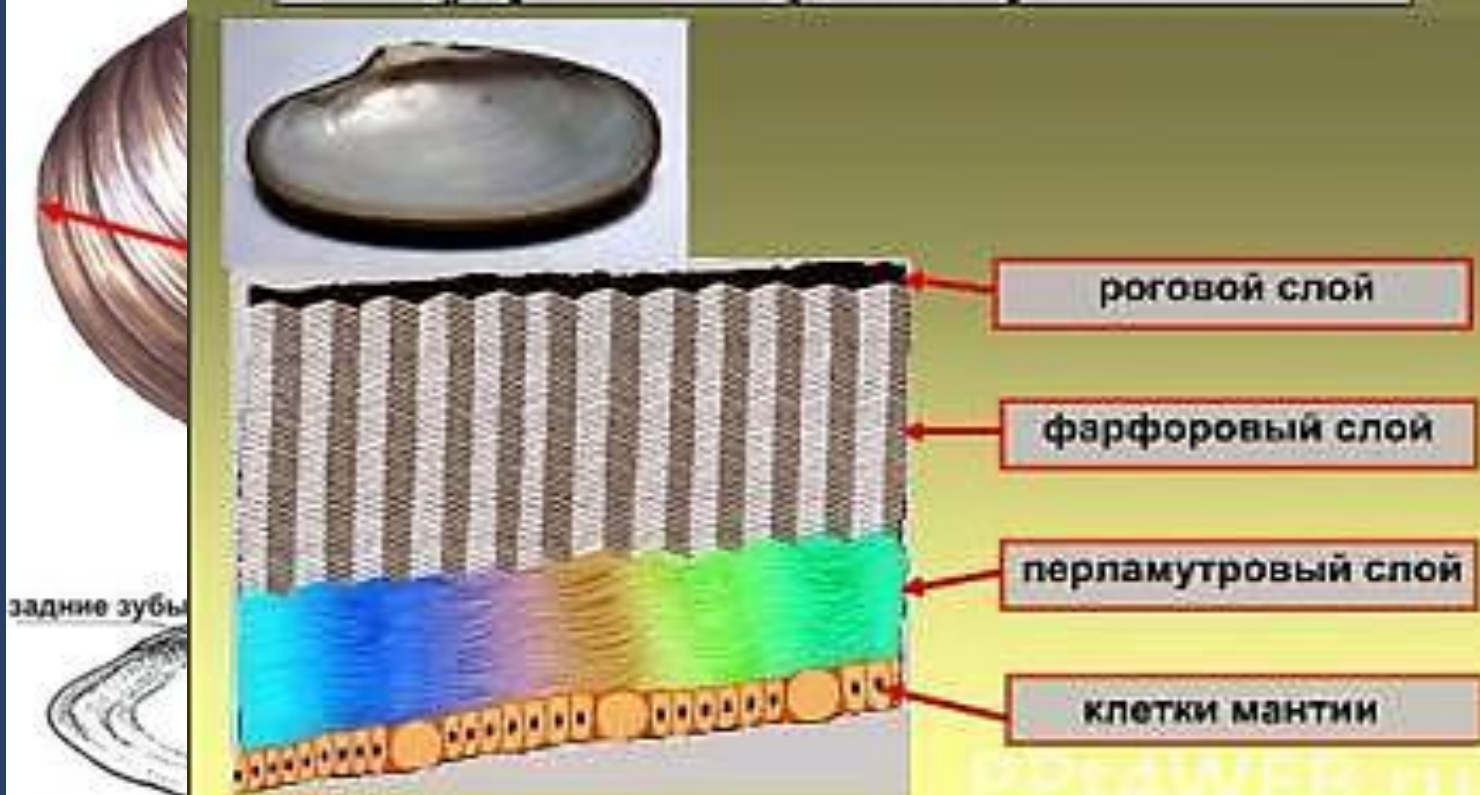 роговой слой
фарфоровый слой
перламутровый слой
клетки мантии
задние зубы